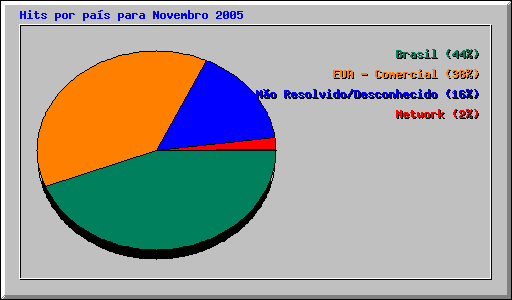 Hits por país para Novembro 2005
Brasil (44%)
EUA - Comercial (38%)
Não Resolvido/Desconhecido (16%)
Network (2%)